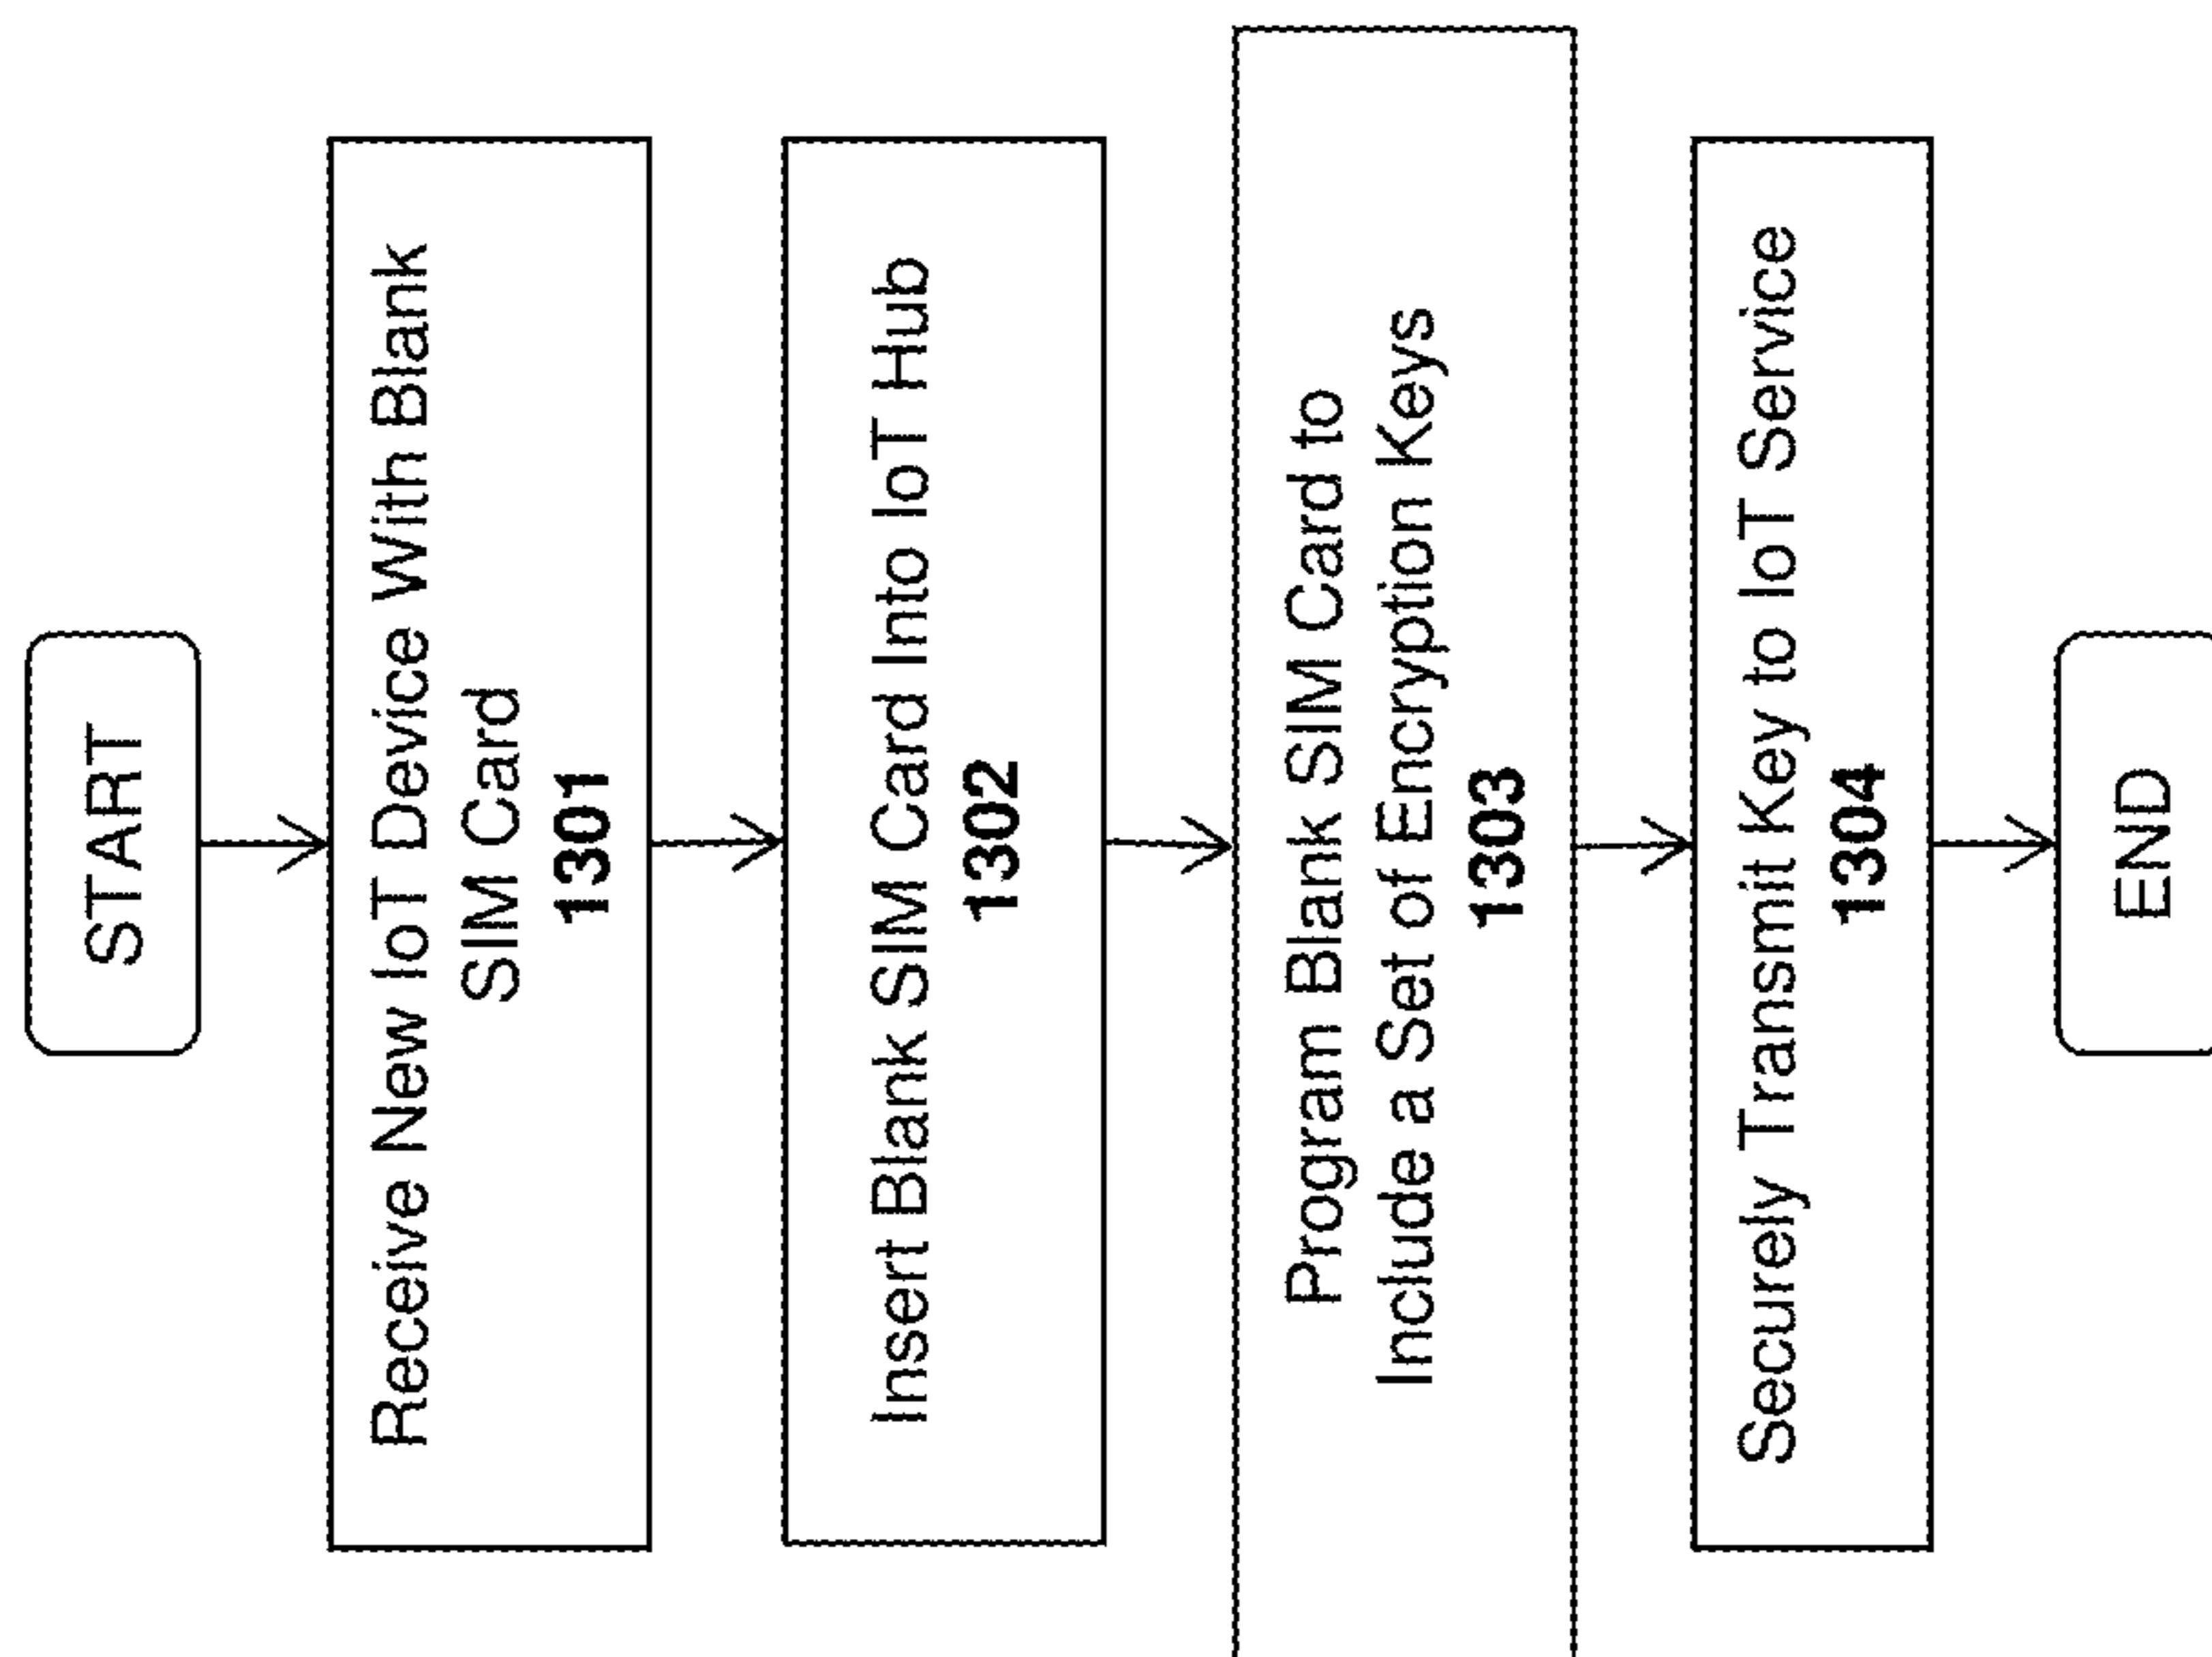 START
Receive New IoT Device With Blank
SIM Card
1301
Insert Blank SIM Card Into IoT Hub
1302
Program Blank SIM Card to
Include a Set of Encryption Keys
1303
Securely Transmit Key to IoT Service
1304
END